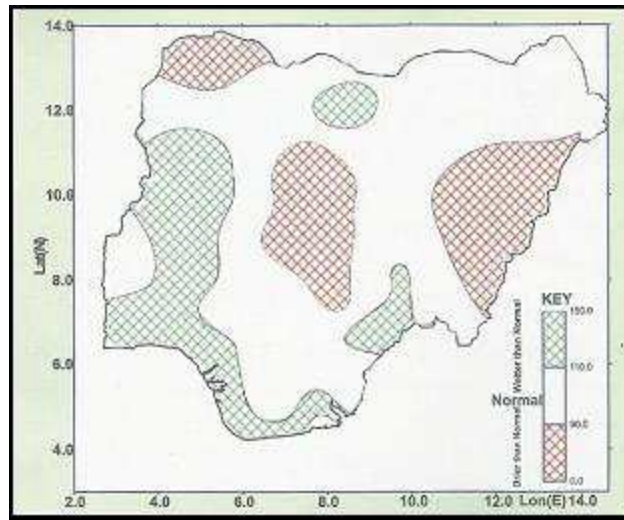 14.0
12.0
10.0
8.0
6.0
4.0
Lat(N)
2.0 4.0 6.0 8.0 10.0 12.0 Lon(E) 14.0
KEY
150.0
110.0
90.0
0.0
Wetter than Normal
Normal
Drier than Normal